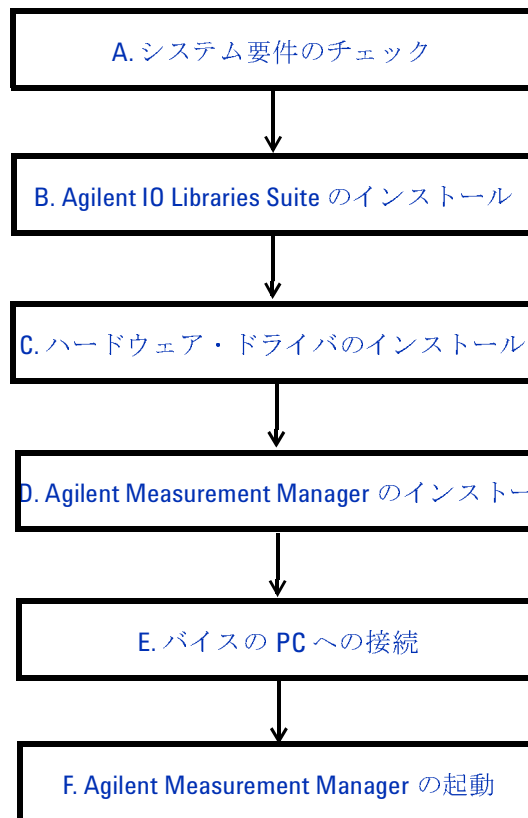 A. システム要件のチェック
B. Agilent IO Libraries Suite のインストール
C. ハードウェア・ドライバのインストール
D. Agilent Measurement Manager のインストー
E. バイスの PC への接続
F. Agilent Measurement Manager の起動